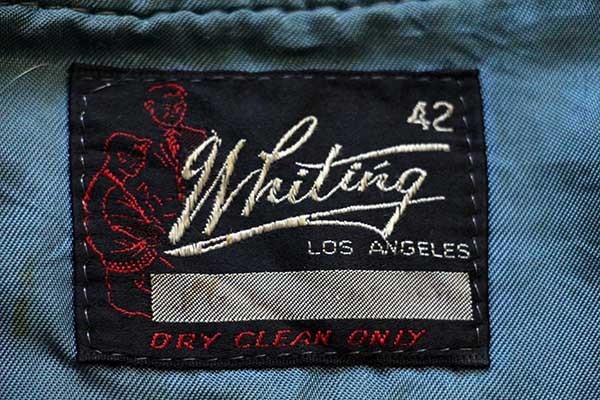 42
Whiting
LOS ANGELES
DRY CLEAN ONLY